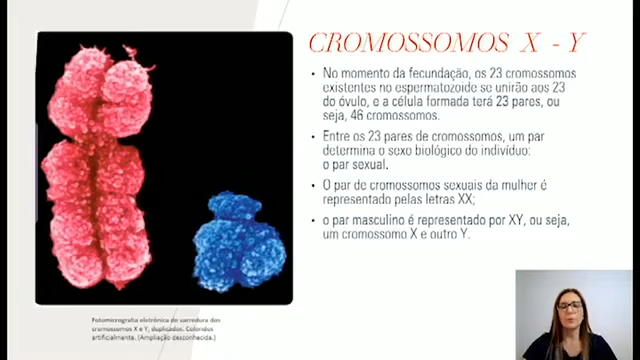 CROMOSSOMOS X - Y
• No momento da fecundação, os 23 cromossomos
existentes no espermatozoide se unirão aos 23
do óvulo, e a célula formada terá 23 pares, ou
seja, 46 cromossomos.
• Entre os 23 pares de cromossomos, um par
determina o sexo biológico do indivíduo:
o par sexual.
• O par de cromossomos sexuais da mulher é
representado pelas letras XX;
• o par masculino é representado por XY, ou seja,
um cromossomo X e outro Y.
Fotomicrografia eletrônica de varredura dos
cromossomos X e Y, duplicados. Coloridos
artificialmente. (Ampliação desconhecida.)